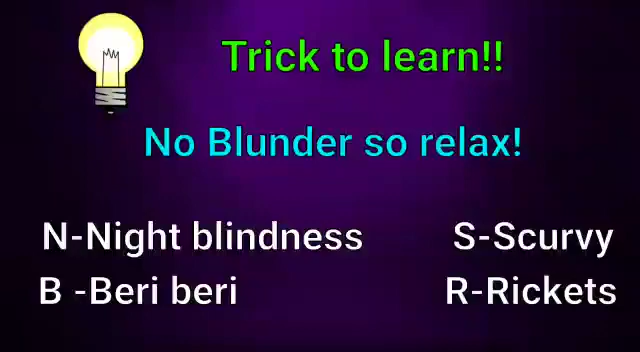 Trick to learn!!
No Blunder so relax!
N-Night blindness
B -Beri beri
S-Scurvy
R-Rickets